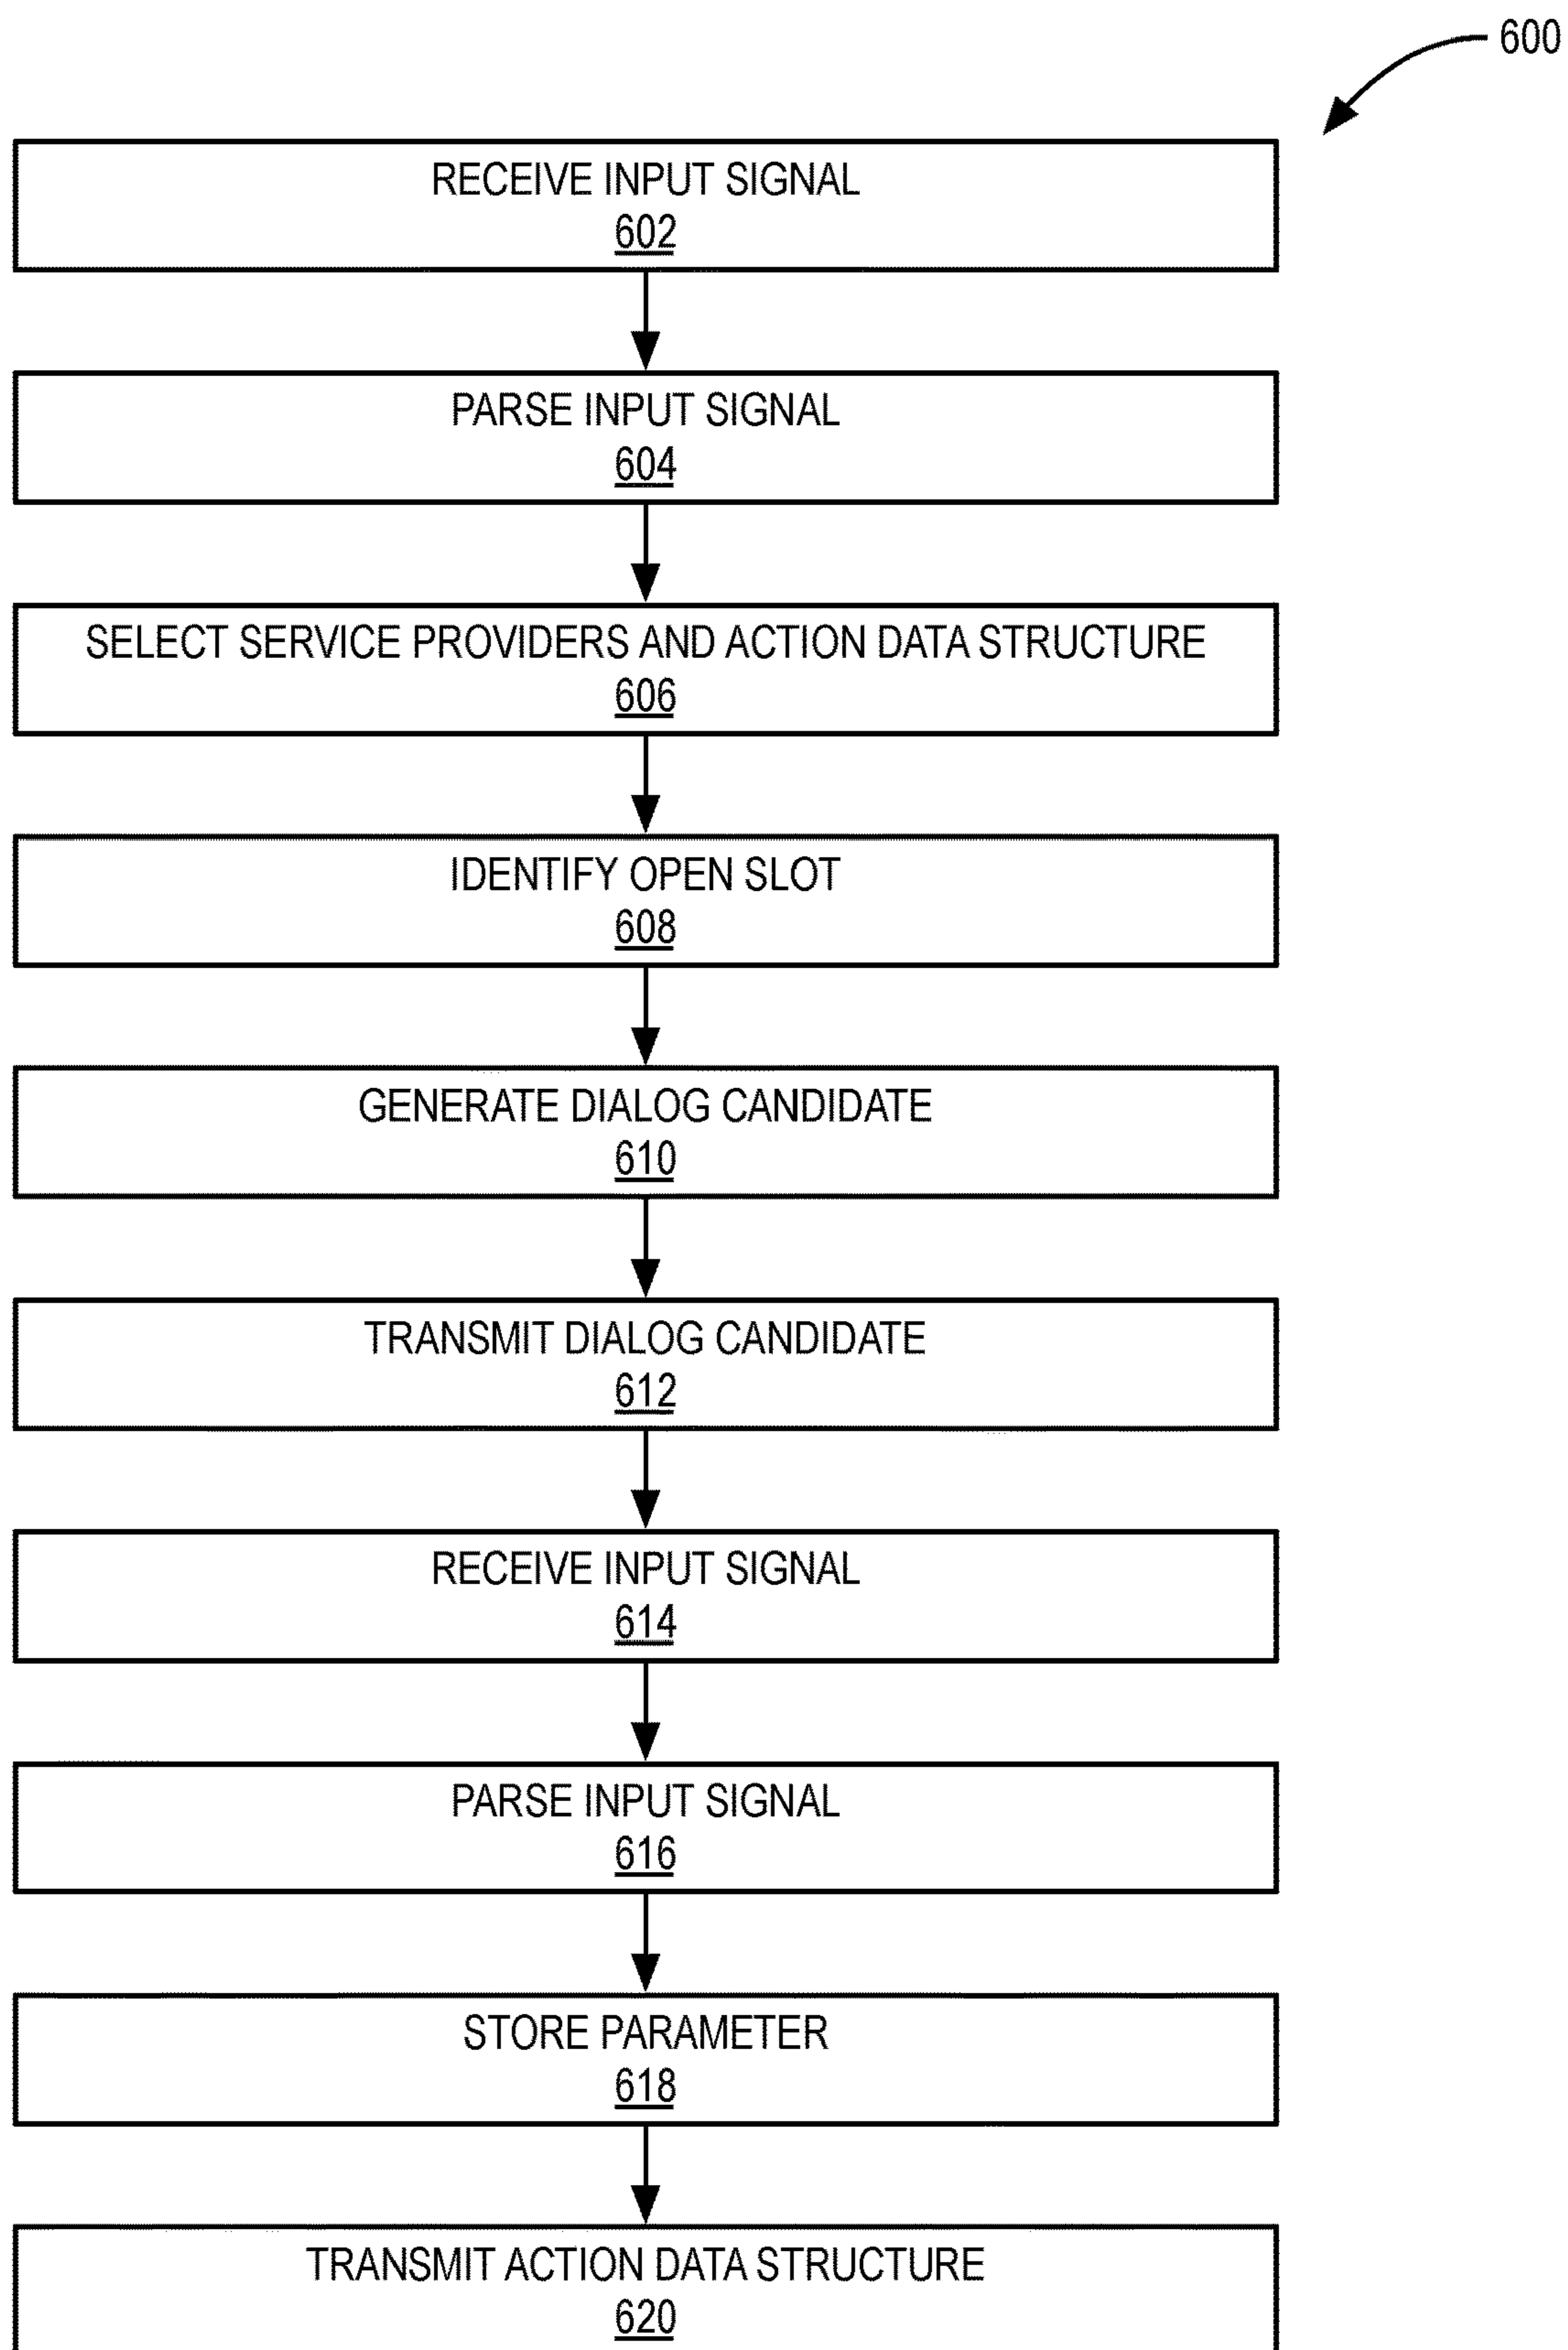 600
RECEIVE INPUT SIGNAL
602
PARSE INPUT SIGNAL
604
SELECT SERVICE PROVIDERS AND ACTION DATA STRUCTURE
606
IDENTIFY OPEN SLOT
608
GENERATE DIALOG CANDIDATE
610
TRANSMIT DIALOG CANDIDATE
612
RECEIVE INPUT SIGNAL
614
PARSE INPUT SIGNAL
616
STORE PARAMETER
618
TRANSMIT ACTION DATA STRUCTURE
620